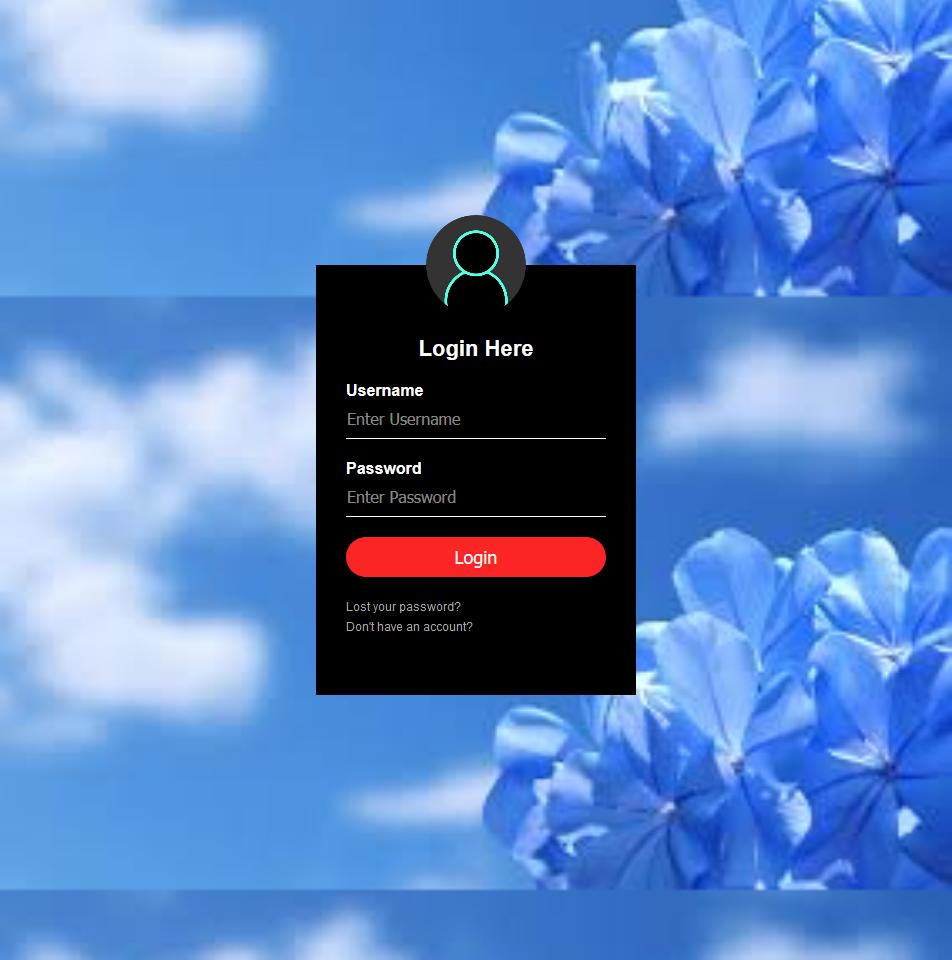 Login Here
Username
Enter Username
Password
Enter Password
Login
Lost your password?
Don't have an account?